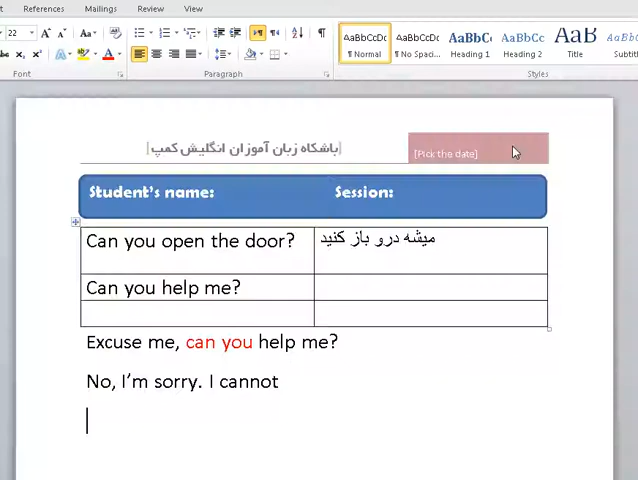 References Mailings Review View
22 A A Aa
AaBbCcDc AaBbCcDc AaBbCc AaBbCc AaB AaBbCc
¶ Normal ¶ No Spaci... Heading 1 Heading 2 Title Subtit
Font Paragraph Styles
باشگاه زبان آموزان انگلیش کمپ
[Pick the date]
Student's name: Session:
Can you open the door? میشه درو باز کنید
Can you help me?
Excuse me, can you help me?
No, I'm sorry. I cannot